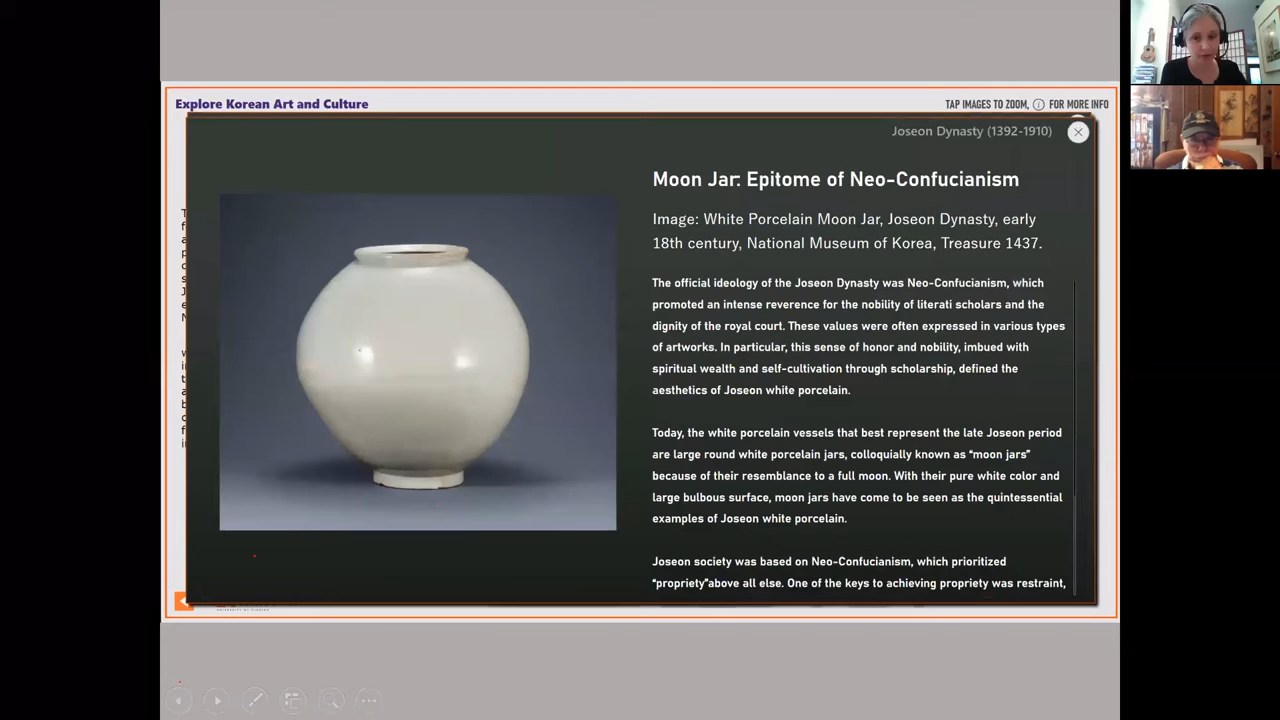 Explore Korean Art and Culture
TAP IMAGES TO ZOOM, i FOR MORE INFO
Joseon Dynasty (1392-1910)
Moon Jar: Epitome of Neo-Confucianism
Image: White Porcelain Moon Jar, Joseon Dynasty, early
18th century, National Museum of Korea, Treasure 1437.
The official ideology of the Joseon Dynasty was Neo-Confucianism, which
promoted an intense reverence for the nobility of literati scholars and the
dignity of the royal court. These values were often expressed in various types
of artworks. In particular, this sense of honor and nobility, imbued with
spiritual wealth and self-cultivation through scholarship, defined the
aesthetics of Joseon white porcelain.
Today, the white porcelain vessels that best represent the late Joseon period
are large round white porcelain jars, colloquially known as “moon jars”
because of their resemblance to a full moon. With their pure white color and
large bulbous surface, moon jars have come to be seen as the quintessential
examples of Joseon white porcelain.
Joseon society was based on Neo-Confucianism, which prioritized
“propriety”above all else. One of the keys to achieving propriety was restraint,